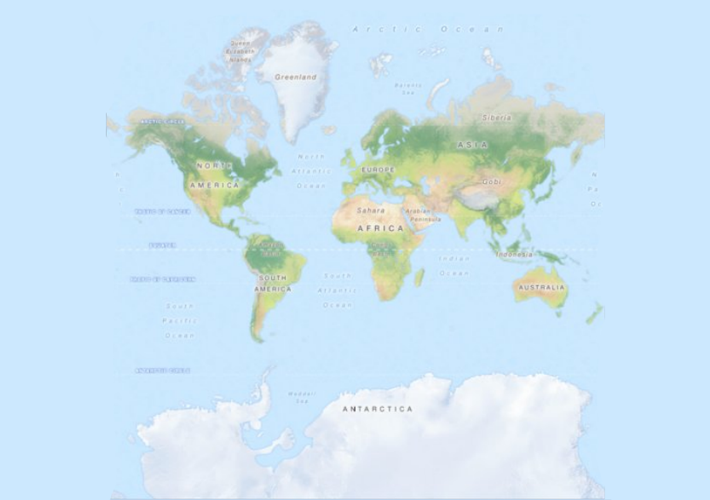 Arctic Ocean
Queen
Elizabeth
Islands
Greenland
Barents
Sea
Siberia
ARCTIC CIRCLE
ASIA
North
Atlantic
Ocean
NORTH
AMERICA
EUROPE
Gobi
Sahara
Arabian
Peninsula
TROPIC OF CANCER
AFRICA
EQUATOR
Indonesia
Indian
Ocean
TROPIC OF CAPRICORN
SOUTH
AMERICA
South
Atlantic
Ocean
AUSTRALIA
South
Pacific
Ocean
ANTARCTIC CIRCLE
Weddell
Sea
ANTARCTICA